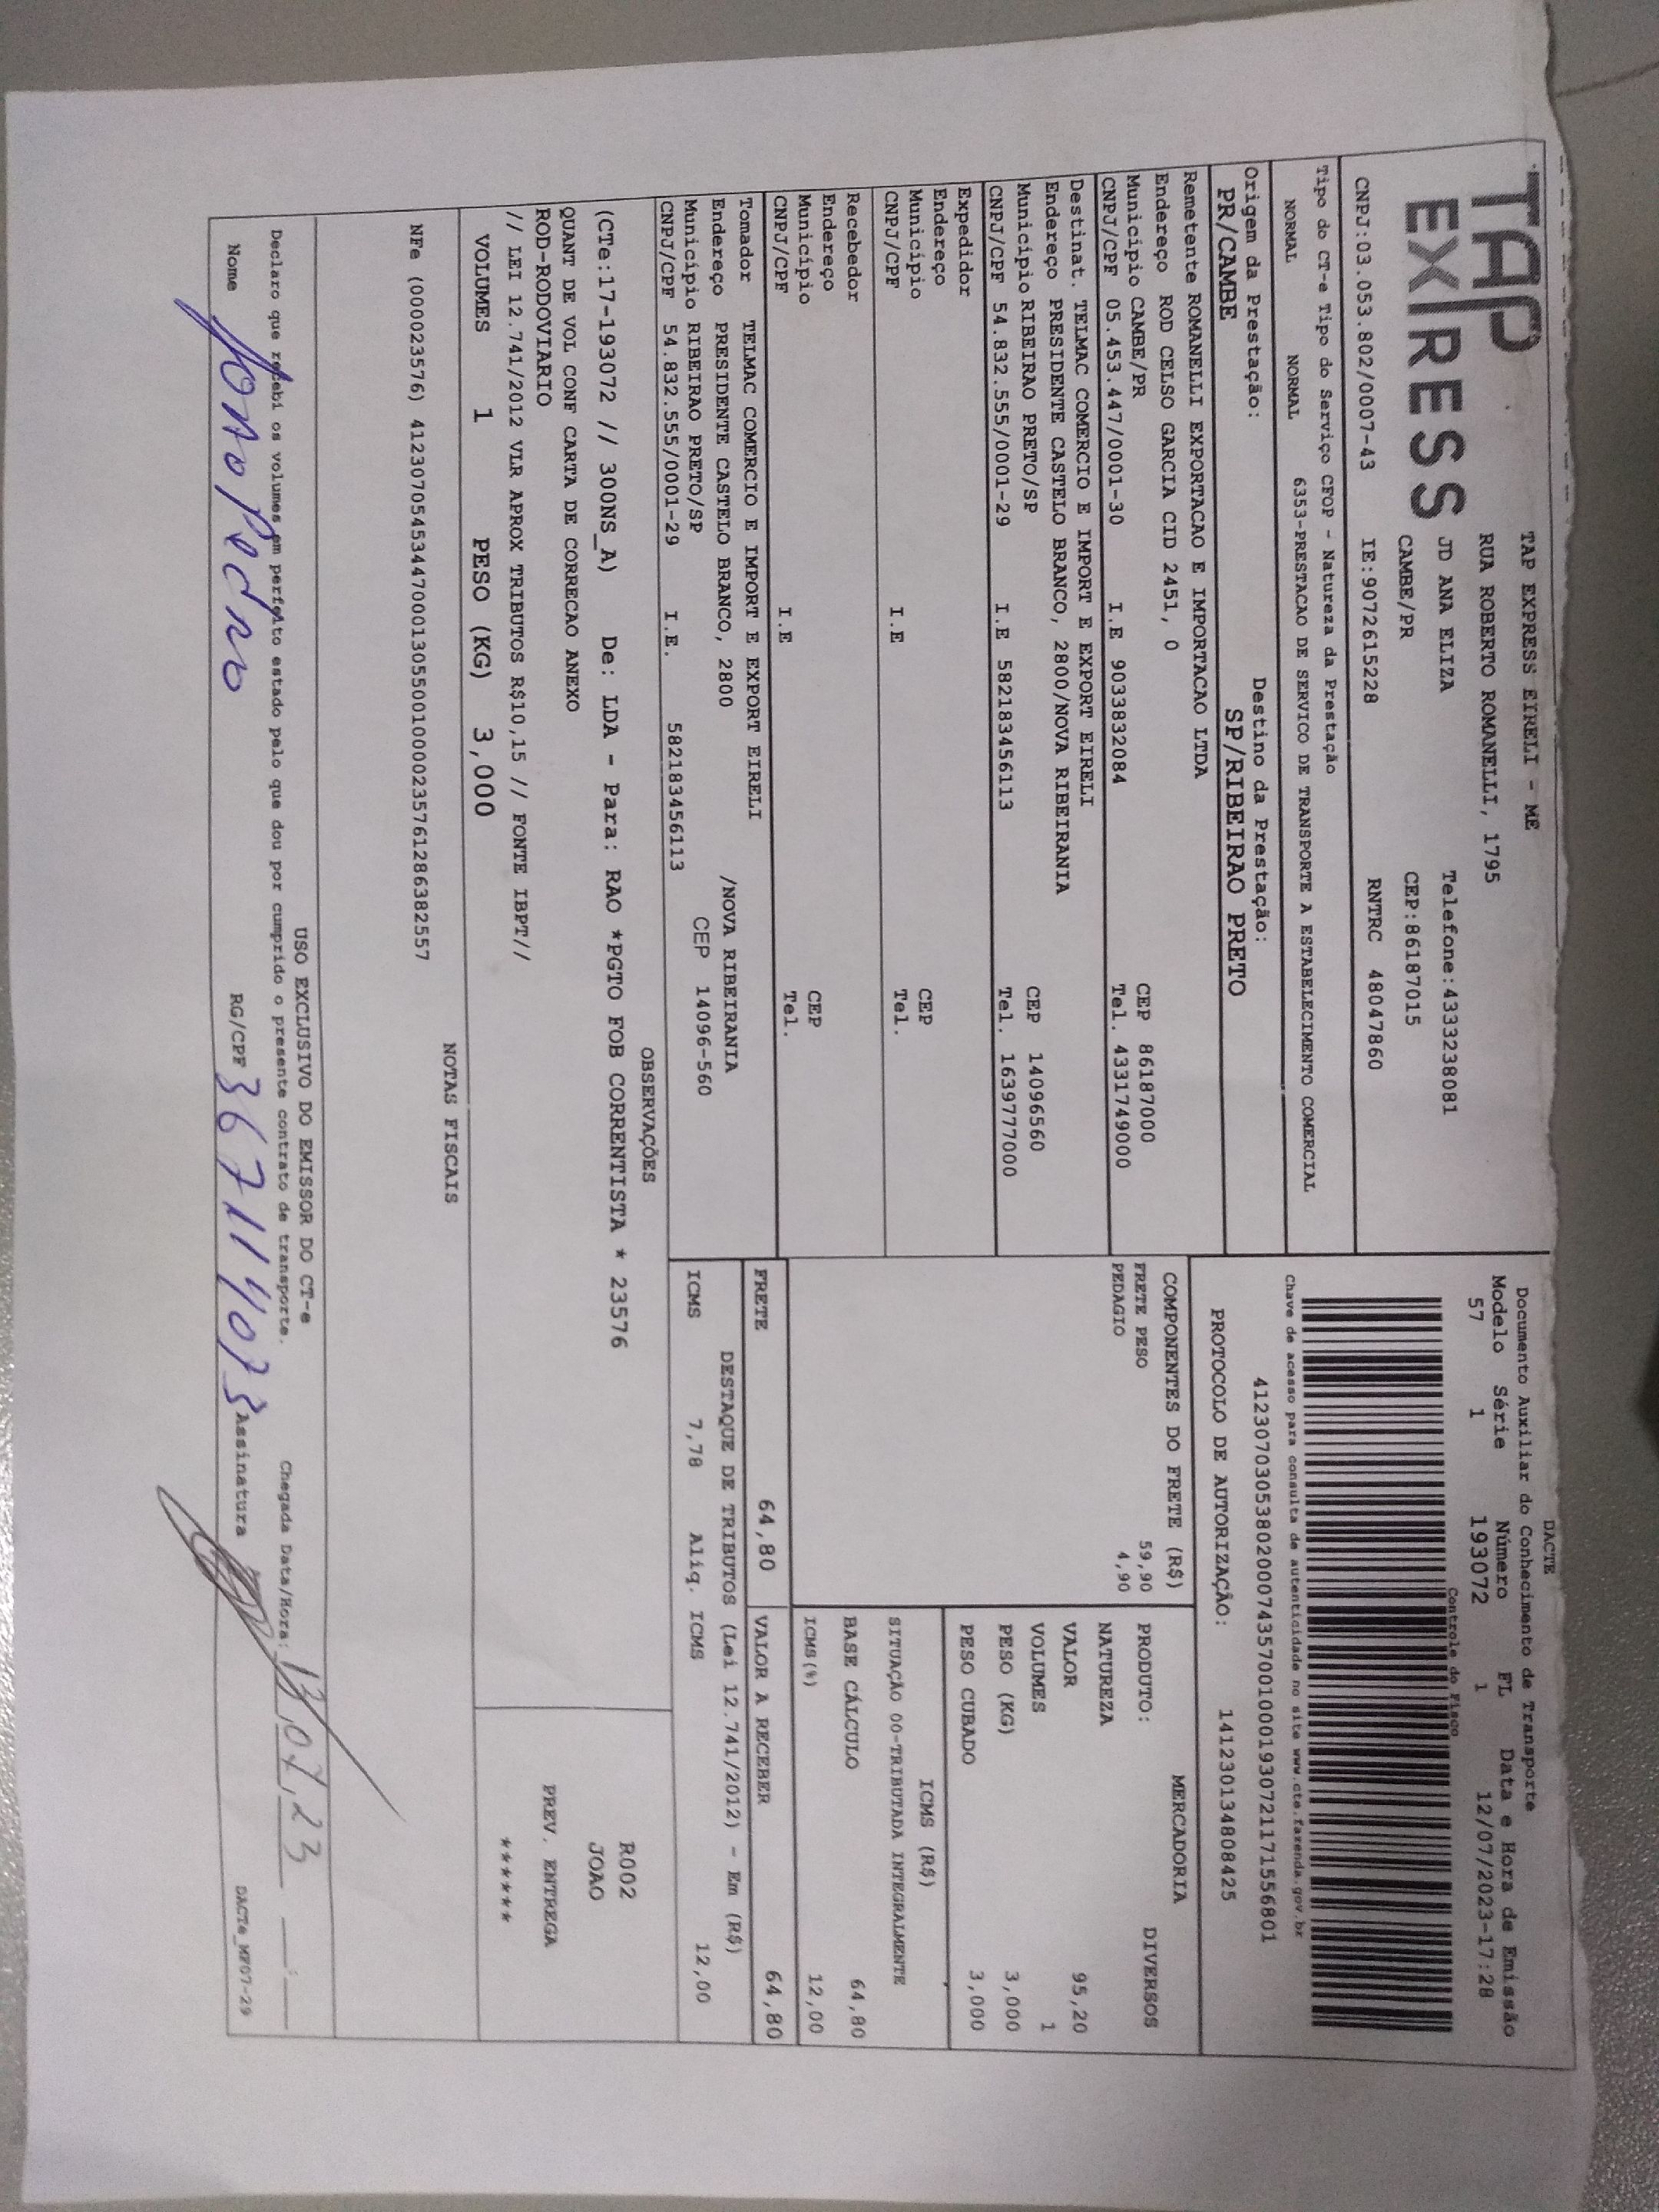 TAP
EXPRESS
TAP EXPRESS EIRELI - ME
RUA ROBERTO ROMANELLI, 1795
JD ANA ELIZA Telefone:4333238081
CAMBE/PR CEP:86187015
CNPJ:03.053.802/0007-43 IE:9072615228 RNTRC 48047860
DACTE
Documento Auxiliar do Conhecimento de Transporte
Modelo Série Número FL Data e Hora de Emissão
57 1 193072 1 12/07/2023-17:28
Controle do Fisco
Chave de acesso para consulta de autenticidade no site www.cte.fazenda.gov.br
41230703053802000743570010001930721171556801
PROTOCOLO DE AUTORIZAÇÃO: 141230134808425
Tipo do CT-e Tipo do Serviço CFOP - Natureza da Prestação
NORMAL NORMAL 6353-PRESTACAO DE SERVICO DE TRANSPORTE A ESTABELECIMENTO COMERCIAL
Origem da Prestação: Destino da Prestação:
PR/CAMBE SP/RIBEIRAO PRETO
Remetente ROMANELLI EXPORTACAO E IMPORTACAO LTDA
Endereço ROD CELSO GARCIA CID 2451, 0
Município CAMBE/PR CEP 86187000
CNPJ/CPF 05.453.447/0001-30 I.E 9033832084 Tel. 4331749000
Destinat. TELMAC COMERCIO E IMPORT E EXPORT EIRELI
Endereço PRESIDENTE CASTELO BRANCO, 2800/NOVA RIBEIRANIA
Município RIBEIRAO PRETO/SP CEP 14096560
CNPJ/CPF 54.832.555/0001-29 I.E 582183456113 Tel. 1639777000
Expedidor
Endereço
Município CEP
CNPJ/CPF I.E Tel.
Recebedor
Endereço
Município CEP
CNPJ/CPF I.E Tel.
Tomador TELMAC COMERCIO E IMPORT E EXPORT EIRELI
Endereço PRESIDENTE CASTELO BRANCO, 2800 /NOVA RIBEIRANIA
Município RIBEIRAO PRETO/SP CEP 14096-560
CNPJ/CPF 54.832.555/0001-29 I.E. 582183456113
COMPONENTES DO FRETE (R$)
FRETE PESO 59,90
PEDAGIO 4,90
MERCADORIA
PRODUTO: DIVERSOS
NATUREZA
VALOR 95,20
VOLUMES 1
PESO (KG) 3,000
PESO CUBADO 3,000
ICMS (R$)
SITUAÇÃO 00-TRIBUTADA INTEGRALMENTE
BASE CÁLCULO 64,80
ICMS(%) 12,00
FRETE 64,80 VALOR A RECEBER 64,80
DESTAQUE DE TRIBUTOS (Lei 12.741/2012) - Em (R$)
ICMS 7,78 Aliq. ICMS 12,00
OBSERVAÇÕES
(CTe:17-193072 // 300NS_A) De: LDA - Para: RAO *PGTO FOB CORRENTISTA * 23576
QUANT DE VOL CONF CARTA DE CORRECAO ANEXO
ROD-RODOVIARIO
// LEI 12.741/2012 VLR APROX TRIBUTOS R$10,15 // FONTE IBPT//
R002
JOAO
PREV. ENTREGA
******
VOLUMES 1 PESO (KG) 3,000
NOTAS FISCAIS
NFe (000023576) 41230705453447000130550010000235761286382557
USO EXCLUSIVO DO EMISSOR DO CT-e
Declaro que recebi os volumes em perfeito estado pelo que dou por cumprido o presente contrato de transporte. Chegada Data/Hora: 13,07,23 __:__
Nome João Pedro RG/CPF 367114073 Assinatura DACTe_MF07-29